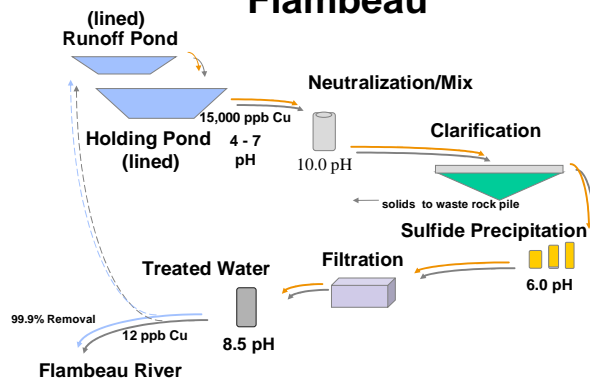 Flambeau
(lined)
Runoff Pond
Holding Pond
(lined)
15,000 ppb Cu
4 - 7
pH
Neutralization/Mix
10.0 pH
Clarification
solids to waste rock pile
Sulfide Precipitation
6.0 pH
Filtration
Treated Water
8.5 pH
99.9% Removal
12 ppb Cu
Flambeau River